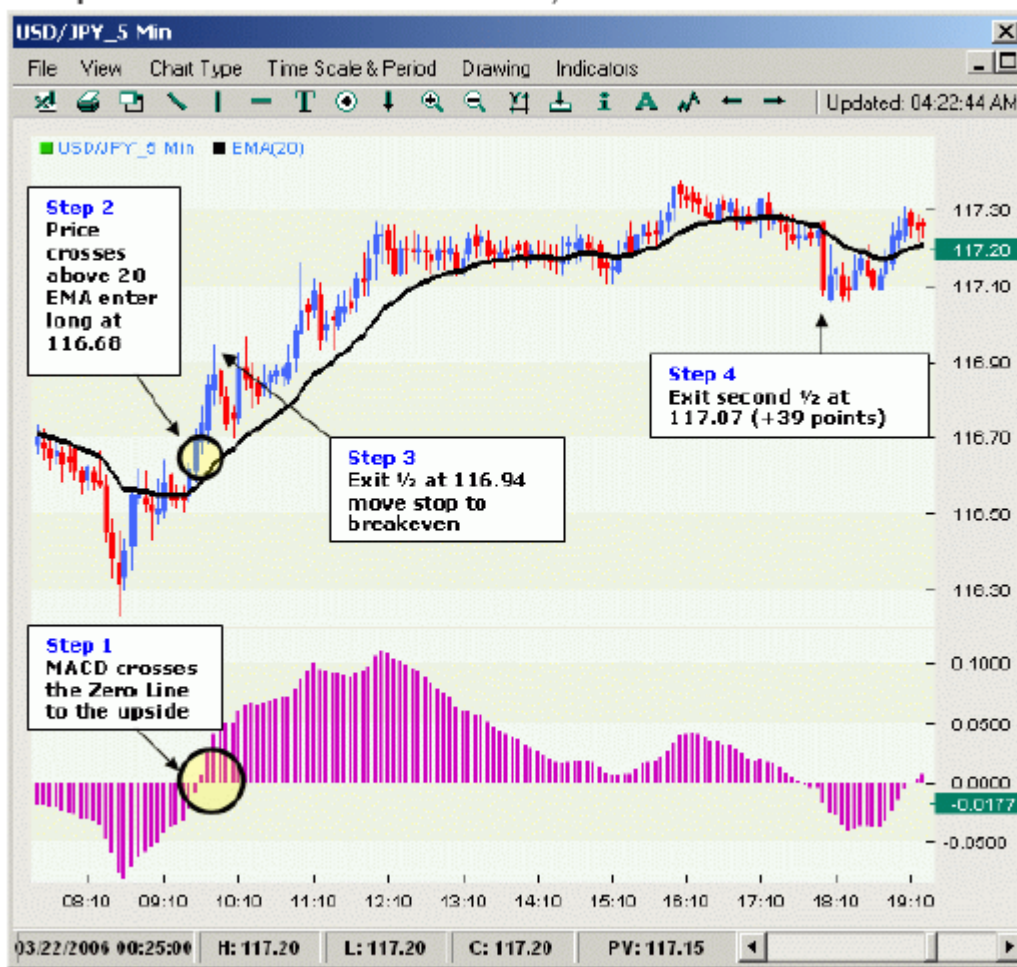 USD/JPY_5 Min
File View Chart Type Time Scale & Period Drawing Indicators
T Y1 i A Updated: 04:22:44 AM
USD/JPY_5 Min EMA(20)
Step 2
Price
crosses
above 20
EMA enter
long at
116.68
117.30
117.20
117.10
116.90
Step 4
Exit second ½ at
117.07 (+39 points)
116.70
Step 3
Exit ½ at 116.94
move stop to
breakeven
116.50
116.30
Step 1
MACD crosses
the Zero Line
to the upside
0.1000
0.0500
0.0000
-0.0177
-0.0500
08:10 09:10 10:10 11:10 12:10 13:10 14:10 15:10 16:10 17:10 18:10 19:10
03/22/2006 00:25:00 H: 117.20 L: 117.20 C: 117.20 PV: 117.15